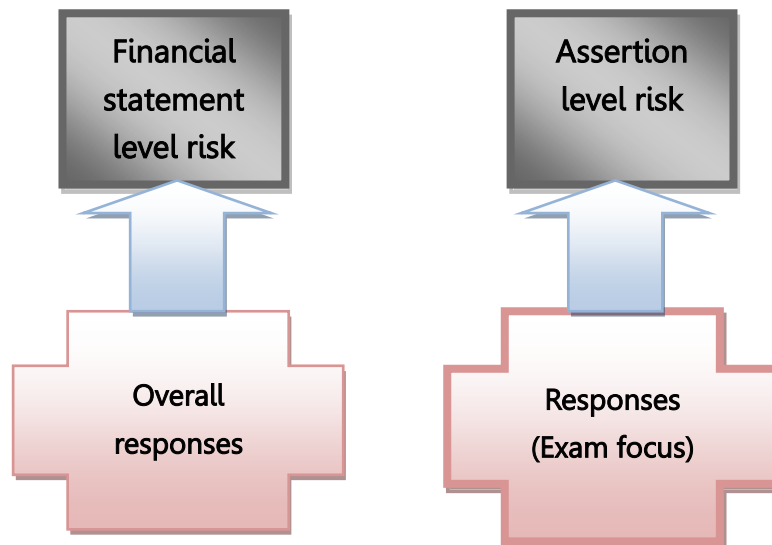 Financial
statement
level risk
Assertion
level risk
Overall
responses
Responses
(Exam focus)